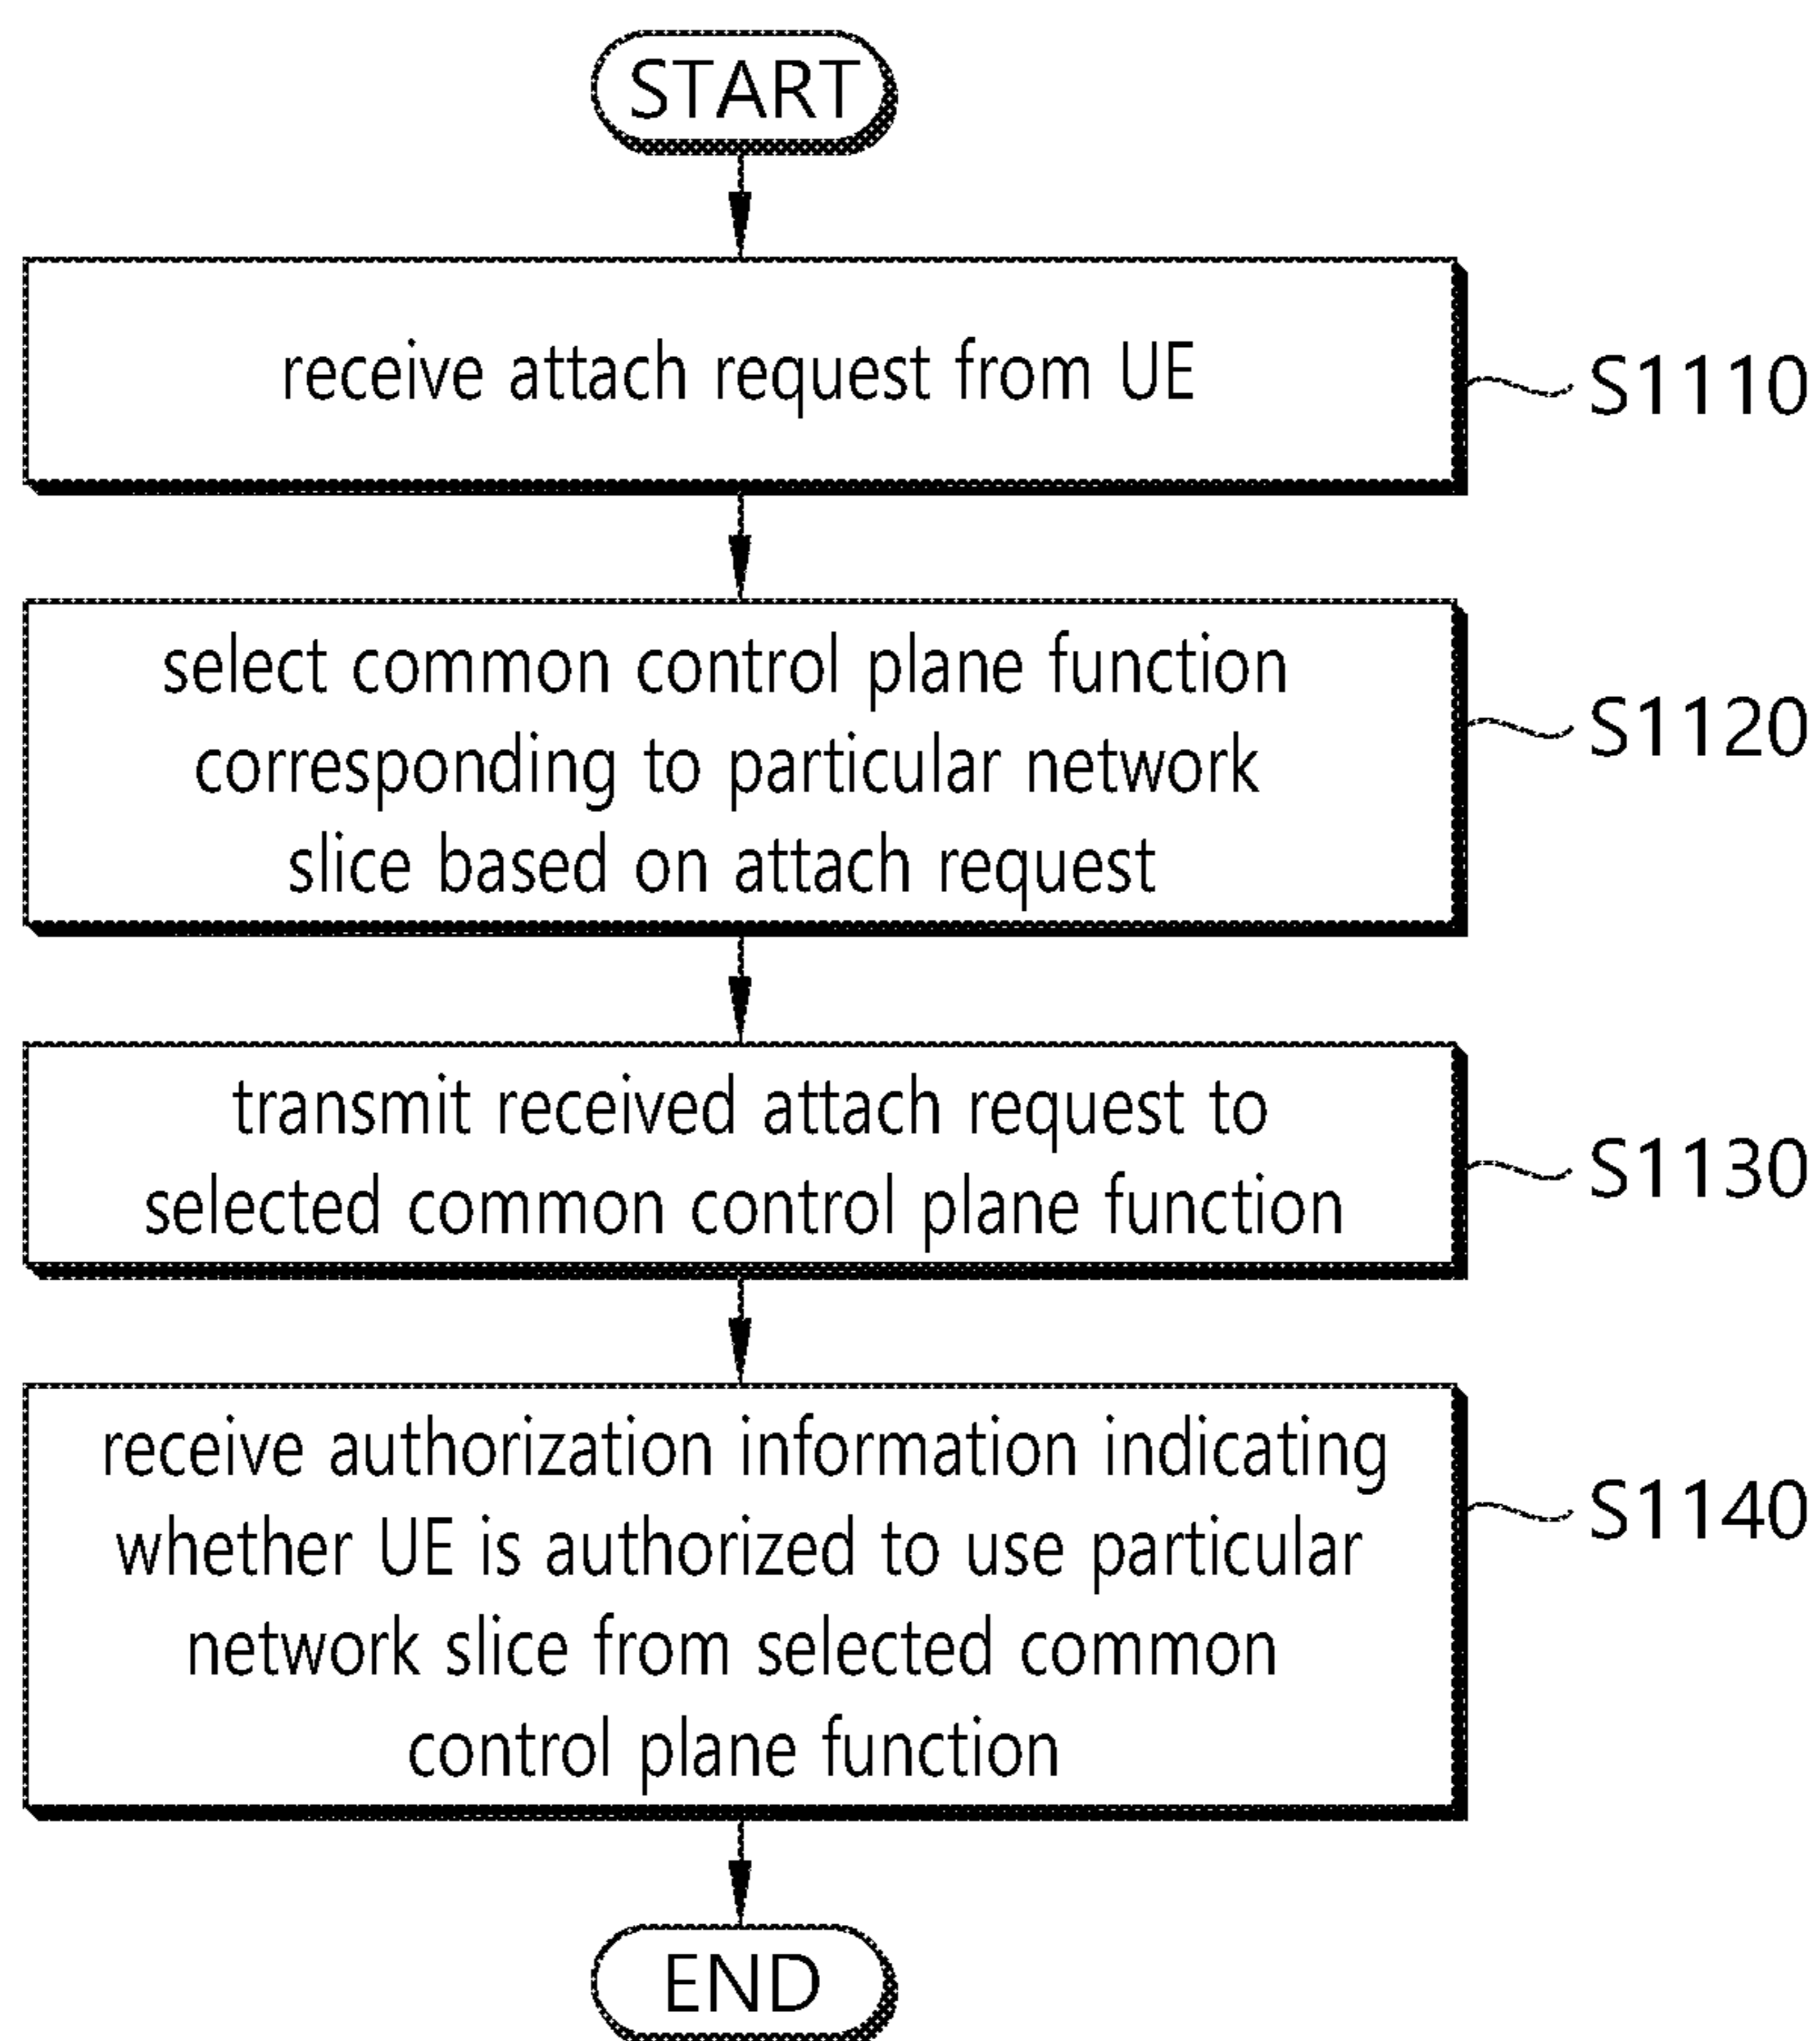 START
receive attach request from UE
S1110
select common control plane function
corresponding to particular network
slice based on attach request
S1120
transmit received attach request to
selected common control plane function
S1130
receive authorization information indicating
whether UE is authorized to use particular
network slice from selected common
control plane function
S1140
END